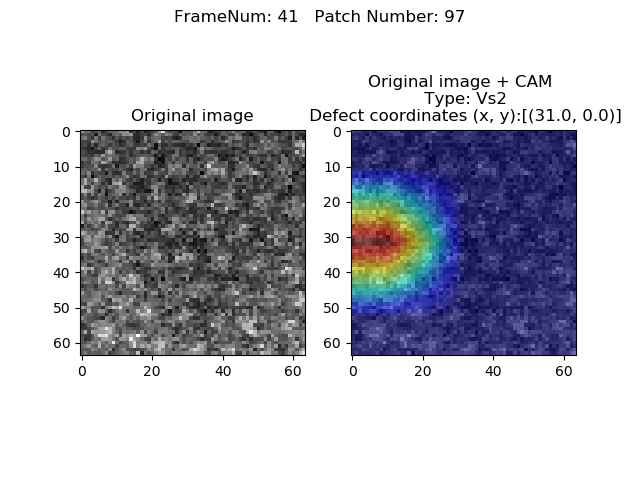 FrameNum: 41   Patch Number: 97
Original image
Original image + CAM
Type: Vs2
Defect coordinates (x, y):[(31.0, 0.0)]
0
10
20
30
40
50
60
0 20 40 60
0
10
20
30
40
50
60
0 20 40 60